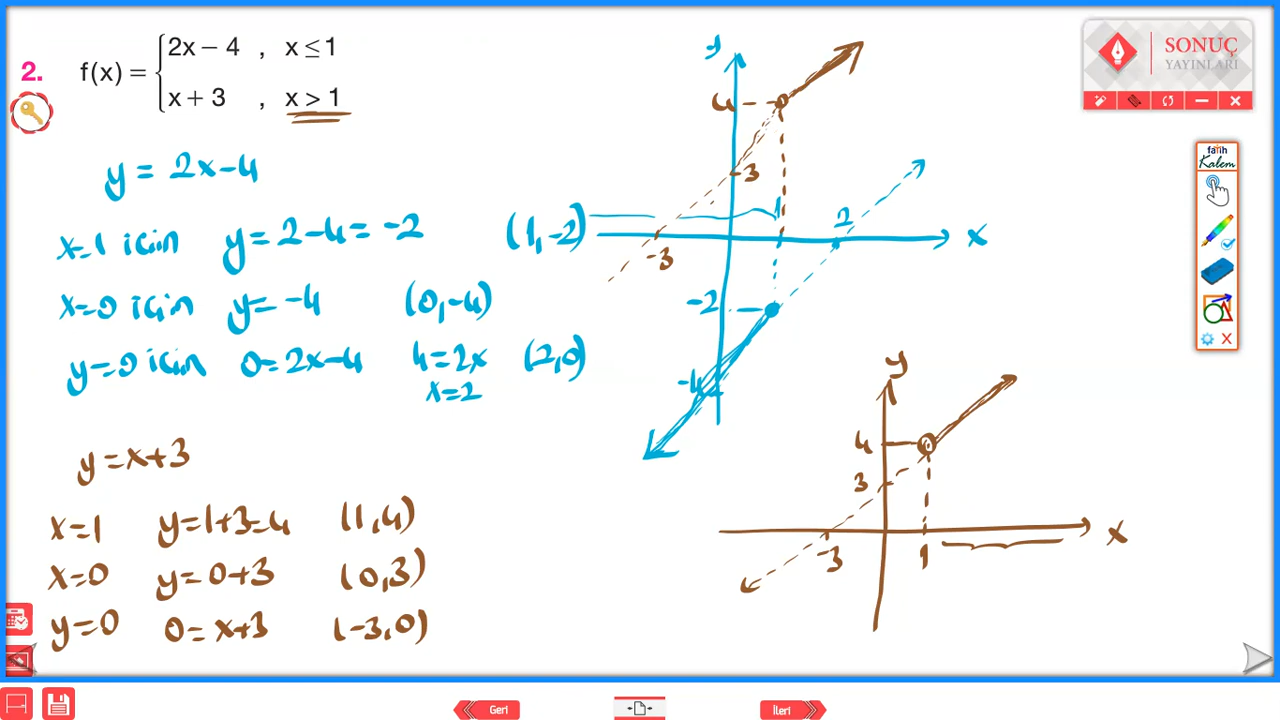 2.
f(x) = { 2x – 4 , x ≤ 1
x + 3 , x > 1
y = 2x-4
x=1 için y=2-4=-2 (1,-2)
x=0 için y=-4 (0,-4)
y=0 için 0=2x-4 4=2x (2,0)
x=2
y=x+3
x=1 y=1+3=4 (1,4)
x=0 y=0+3 (0,3)
y=0 0=x+3 (-3,0)
y
4
-3
1
2
x
-3
-2
-4
y
4
3
-3
1
x
SONUÇ
YAYINLARI
fatih
Kalem
Geri
İleri